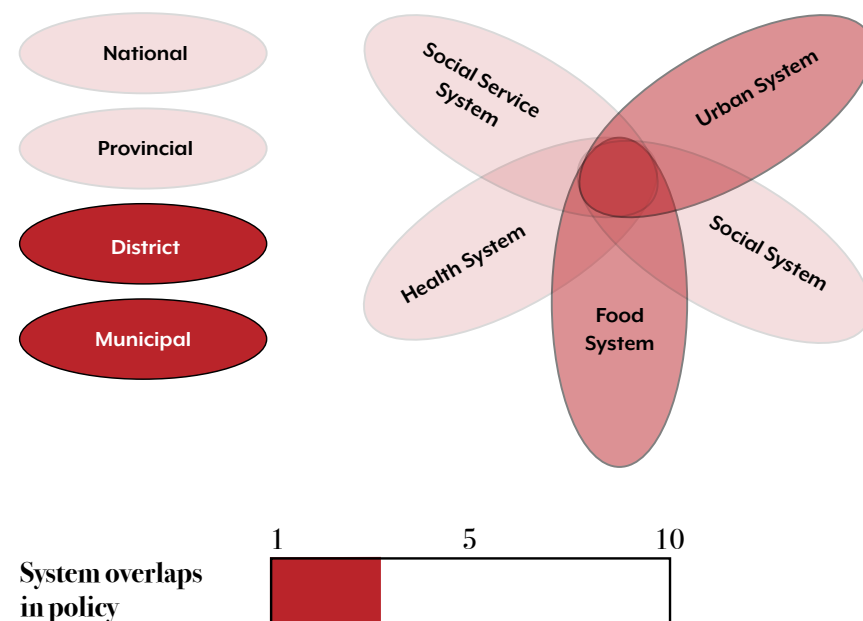 National
Provincial
District
Municipal
Social Service
System
Urban System
Health System
Social System
Food
System
1
5
10
System overlaps
in policy